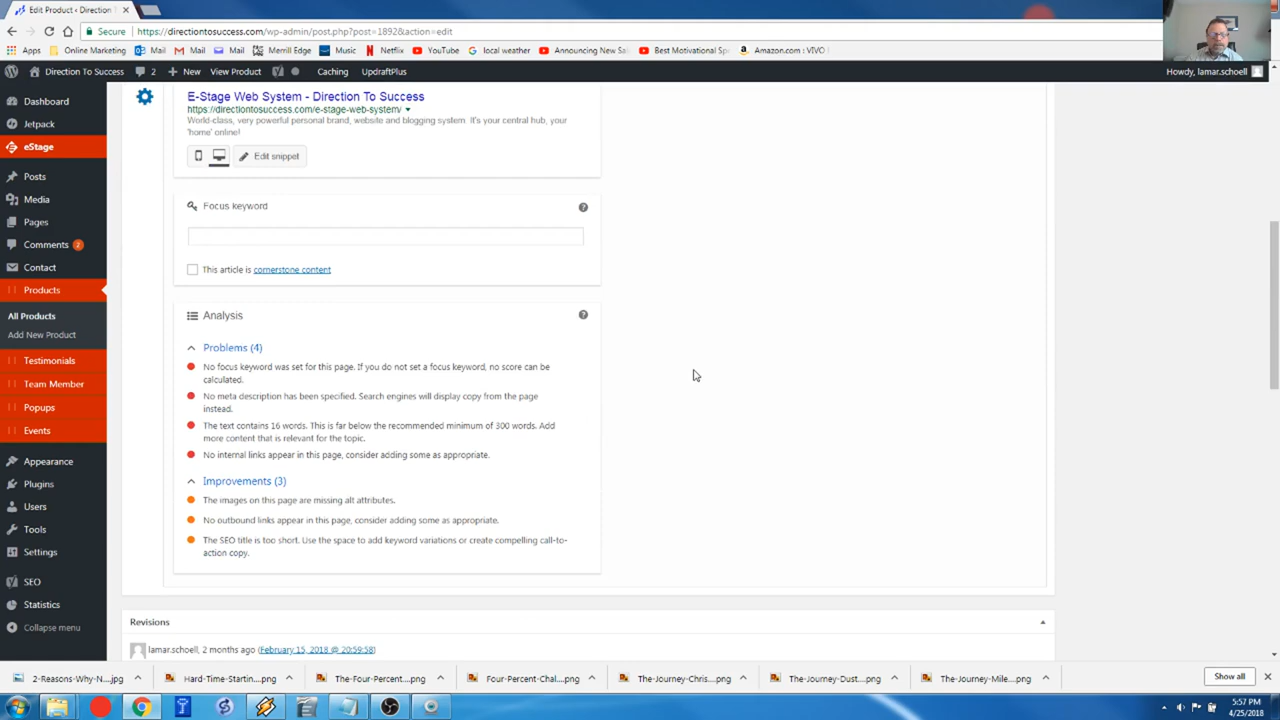 Edit Product ‹ Direction T
Secure
https://directiontosuccess.com/wp-admin/post.php?post=1892&action=edit
Apps
Online Marketing
Mail
Mail
Mail
Merrill Edge
Music
Netflix
YouTube
local weather
Announcing New Sa
Best Motivational Sp
Amazon.com : VIVO
Direction To Success
2
New
View Product
Caching
UpdraftPlus
Howdy, lamar.schoell
Dashboard
Jetpack
eStage
Posts
Media
Pages
Comments 2
Contact
Products
All Products
Add New Product
Testimonials
Team Member
Popups
Events
Appearance
Plugins
Users
Tools
Settings
SEO
Statistics
Collapse menu
E-Stage Web System - Direction To Success
https://directiontosuccess.com/e-stage-web-system/
World-class, very powerful personal brand, website and blogging system It's your central hub, your
'home' online!
Edit snippet
Focus keyword
This article is cornerstone content
Analysis
Problems (4)
No focus keyword was set for this page. If you do not set a focus keyword, no score can be
calculated.
No meta description has been specified. Search engines will display copy from the page
instead.
The text contains 16 words. This is far below the recommended minimum of 300 words. Add
more content that is relevant for the topic.
No internal links appear in this page, consider adding some as appropriate.
Improvements (3)
The images on this page are missing alt attributes.
No outbound links appear in this page, consider adding some as appropriate.
The SEO title is too short. Use the space to add keyword variations or create compelling call-to-
action copy.
Revisions
lamar.schoell, 2 months ago (February 15, 2018 @ 20:59:58)
2-Reasons-Why-N....jpg
Hard-Time-Startin....png
The-Four-Percent....png
Four-Percent-Chal....png
The-Journey-Chris....png
The-Journey-Dust....png
The-Journey-Mile....png
Show all
5:57 PM
4/25/2018